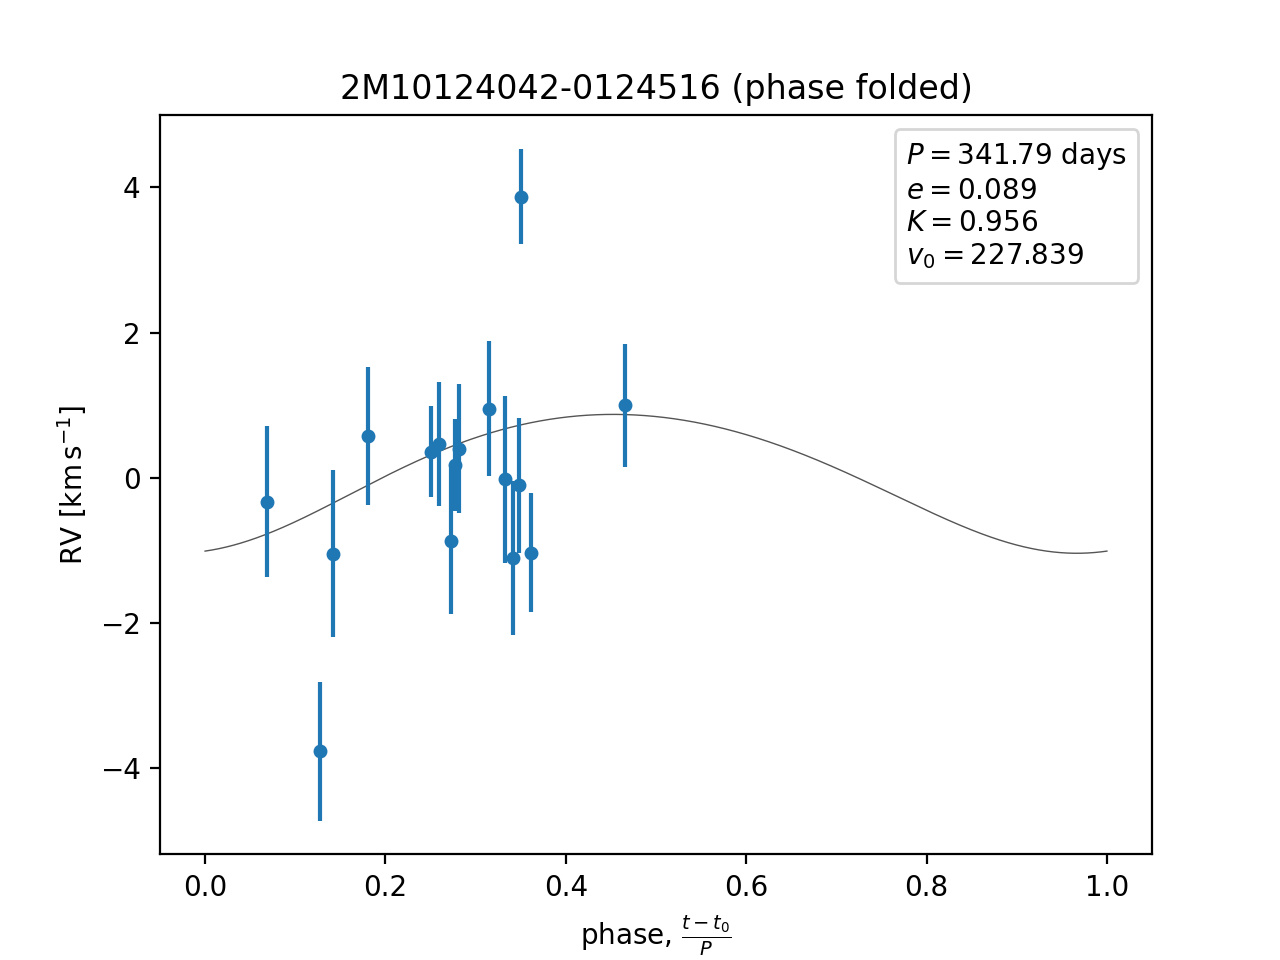 2M10124042-0124516 (phase folded)
P = 341.79 days
e = 0.089
K = 0.956
v₀ = 227.839
4
2
0
−2
−4
RV [km s⁻¹]
0.0 0.2 0.4 0.6 0.8 1.0
phase, (t − t₀)/P